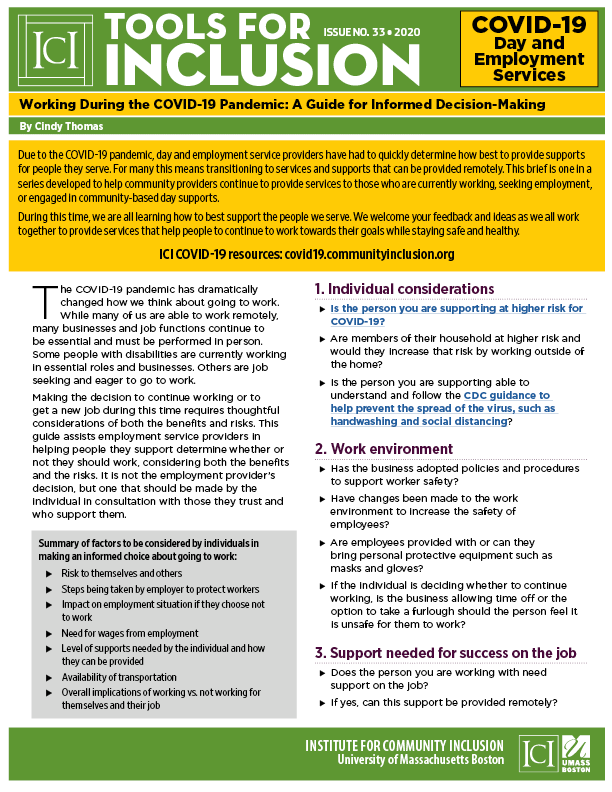 ICI
TOOLS FOR
ISSUE NO. 33 • 2020
INCLUSION
COVID-19
Day and
Employment
Services
Working During the COVID-19 Pandemic: A Guide for Informed Decision-Making
By Cindy Thomas
Due to the COVID-19 pandemic, day and employment service providers have had to quickly determine how best to provide supports
for people they serve. For many this means transitioning to services and supports that can be provided remotely. This brief is one in a
series developed to help community providers continue to provide services to those who are currently working, seeking employment,
or engaged in community-based day supports.
During this time, we are all learning how to best support the people we serve. We welcome your feedback and ideas as we all work
together to provide services that help people to continue to work towards their goals while staying safe and healthy.
ICI COVID-19 resources: covid19.communityinclusion.org
The COVID-19 pandemic has dramatically
changed how we think about going to work.
While many of us are able to work remotely,
many businesses and job functions continue to
be essential and must be performed in person.
Some people with disabilities are currently working
in essential roles and businesses. Others are job
seeking and eager to go to work.
Making the decision to continue working or to
get a new job during this time requires thoughtful
considerations of both the benefits and risks. This
guide assists employment service providers in
helping people they support determine whether or
not they should work, considering both the benefits
and the risks. It is not the employment provider's
decision, but one that should be made by the
individual in consultation with those they trust and
who support them.
Summary of factors to be considered by individuals in
making an informed choice about going to work:
▶ Risk to themselves and others
▶ Steps being taken by employer to protect workers
▶ Impact on employment situation if they choose not
to work
▶ Need for wages from employment
▶ Level of supports needed by the individual and how
they can be provided
▶ Availability of transportation
▶ Overall implications of working vs. not working for
themselves and their job
1. Individual considerations
▶ Is the person you are supporting at higher risk for
COVID-19?
▶ Are members of their household at higher risk and
would they increase that risk by working outside of
the home?
▶ Is the person you are supporting able to
understand and follow the CDC guidance to
help prevent the spread of the virus, such as
handwashing and social distancing?
2. Work environment
▶ Has the business adopted policies and procedures
to support worker safety?
▶ Have changes been made to the work
environment to increase the safety of
employees?
▶ Are employees provided with or can they
bring personal protective equipment such as
masks and gloves?
▶ If the individual is deciding whether to continue
working, is the business allowing time off or the
option to take a furlough should the person feel it
is unsafe for them to work?
3. Support needed for success on the job
▶ Does the person you are working with need
support on the job?
▶ If yes, can this support be provided remotely?
INSTITUTE FOR COMMUNITY INCLUSION
University of Massachusetts Boston
ICI
UMASS
BOSTON